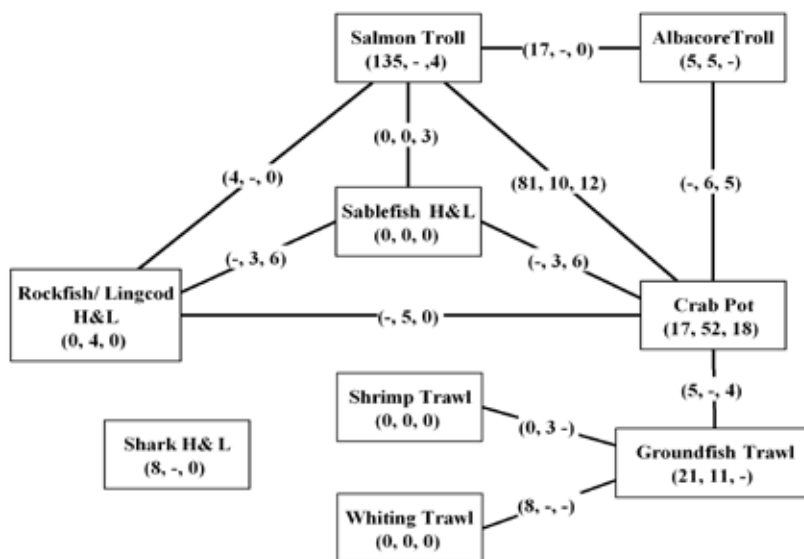 Salmon Troll
(135, - ,4)
(17, -, 0)
AlbacoreTroll
(5, 5, -)
(0, 0, 3)
(4, -, 0)
(81, 10, 12)
(-, 6, 5)
Sablefish H&L
(0, 0, 0)
(-, 3, 6)
(-, 3, 6)
Rockfish/ Lingcod
H&L
(0, 4, 0)
(-, 5, 0)
Crab Pot
(17, 52, 18)
(5, -, 4)
Shrimp Trawl
(0, 0, 0)
(0, 3 -)
Shark H& L
(8, -, 0)
Groundfish Trawl
(21, 11, -)
(8, -, -)
Whiting Trawl
(0, 0, 0)